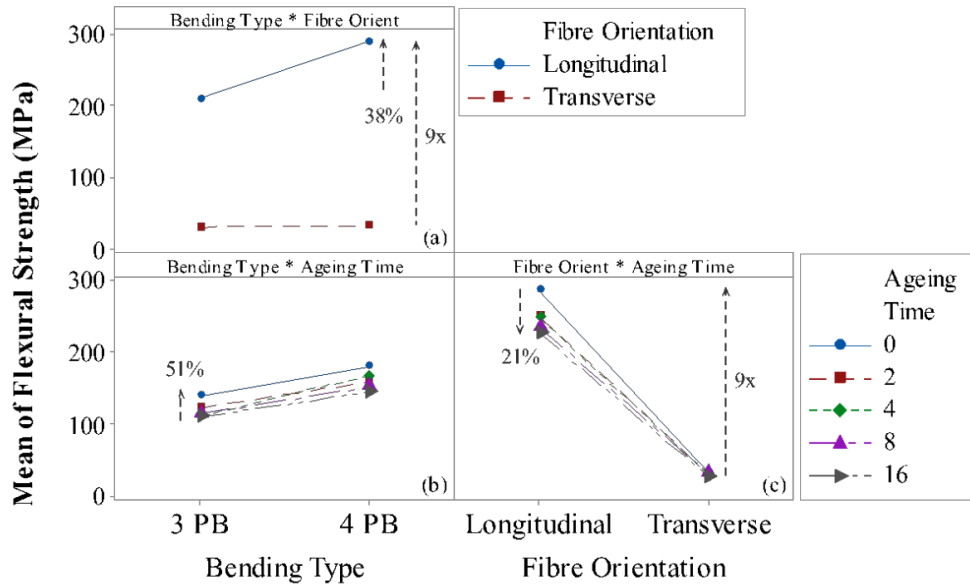 Mean of Flexural Strength (MPa)
Bending Type * Fibre Orient
300
200
100
0
38%
9x
(a)
Fibre Orientation
Longitudinal
Transverse
Bending Type * Ageing Time
300
200
100
0
51%
(b)
3 PB
4 PB
Bending Type
Fibre Orient * Ageing Time
21%
9x
(c)
Longitudinal
Transverse
Fibre Orientation
Ageing
Time
0
2
4
8
16